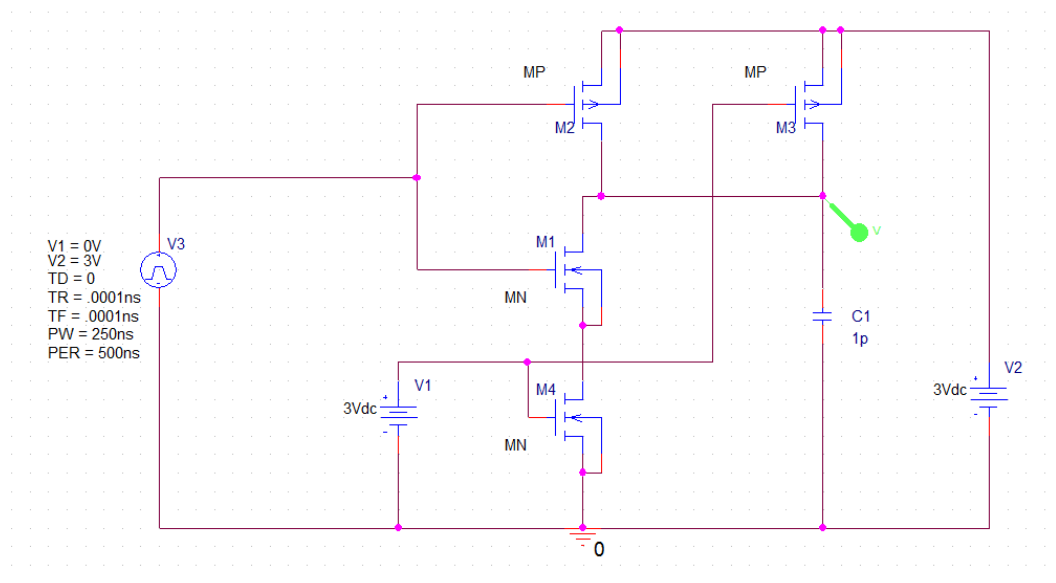 MP
M2
MP
M3
V3
V1 = 0V
V2 = 3V
TD = 0
TR = .0001ns
TF = .0001ns
PW = 250ns
PER = 500ns
M1
MN
V
C1
1p
V1
3Vdc
M4
MN
V2
3Vdc
0